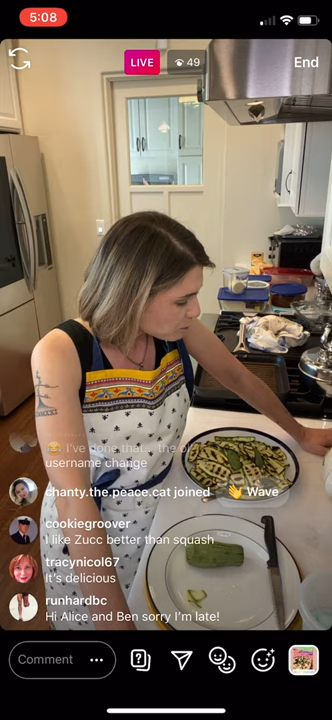 5:08
LIVE
49
End
I've done that... the ol
username change
chanty.the.peace.cat joined
👋 Wave
cookiegroover
I like Zucc better than squash
tracynicol67
It's delicious
runhardbc
Hi Alice and Ben sorry I'm late!
Comment